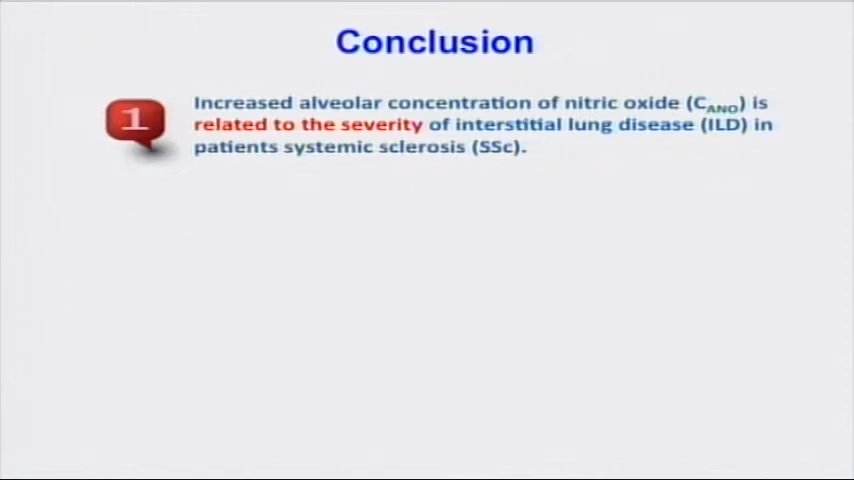 Conclusion
1
Increased alveolar concentration of nitric oxide (CANO) is
related to the severity of interstitial lung disease (ILD) in
patients systemic sclerosis (SSc).